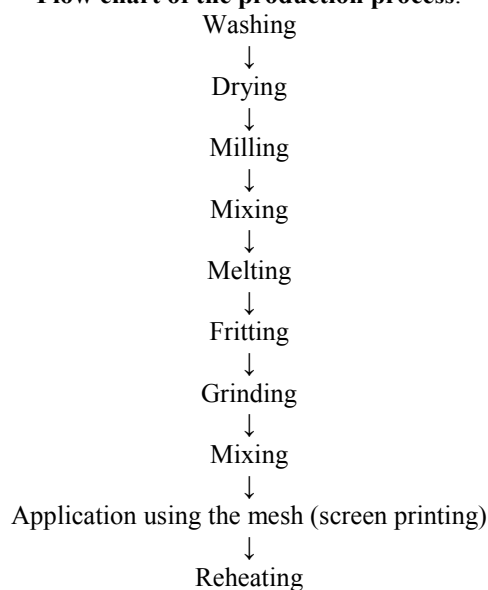 Flow chart of the production process.
Washing
↓
Drying
↓
Milling
↓
Mixing
↓
Melting
↓
Fritting
↓
Grinding
↓
Mixing
↓
Application using the mesh (screen printing)
↓
Reheating